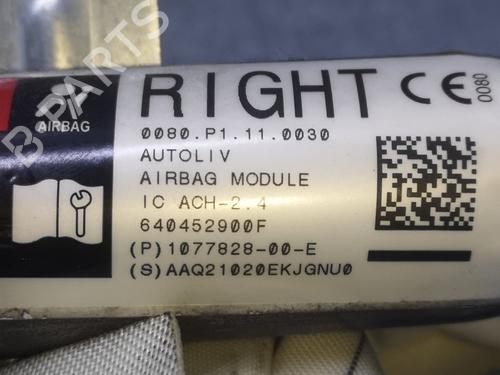 B PARTS
RIGHT
CE
0080
AIRBAG
0080.P1.11.0030
AUTOLIV
AIRBAG MODULE
IC ACH-2.4
640452900F
(P)1077828-00-E
(S)AAQ21020EKJGNU0